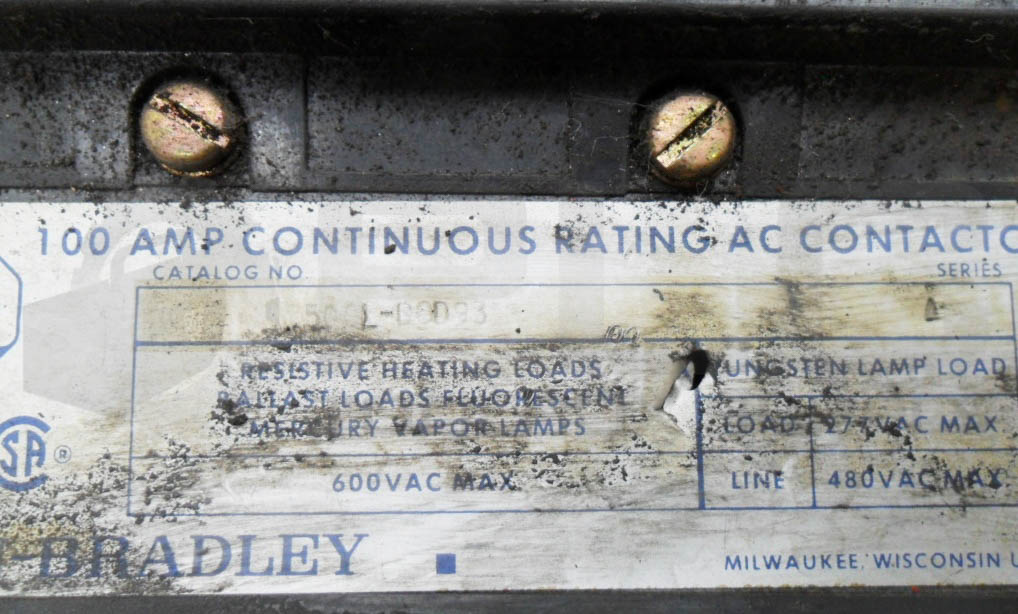 100 AMP CONTINUOUS RATING AC CONTACTO
CATALOG NO. SERIES
A
RESISTIVE HEATING LOADS
BALLAST LOADS FLUORESCENT
MERCURY VAPOR LAMPS
600VAC MAX.
TUNGSTEN LAMP LOAD
LOAD 277VAC MAX.
LINE 480VAC MAX.
SA ®
-BRADLEY
MILWAUKEE, WISCONSIN U